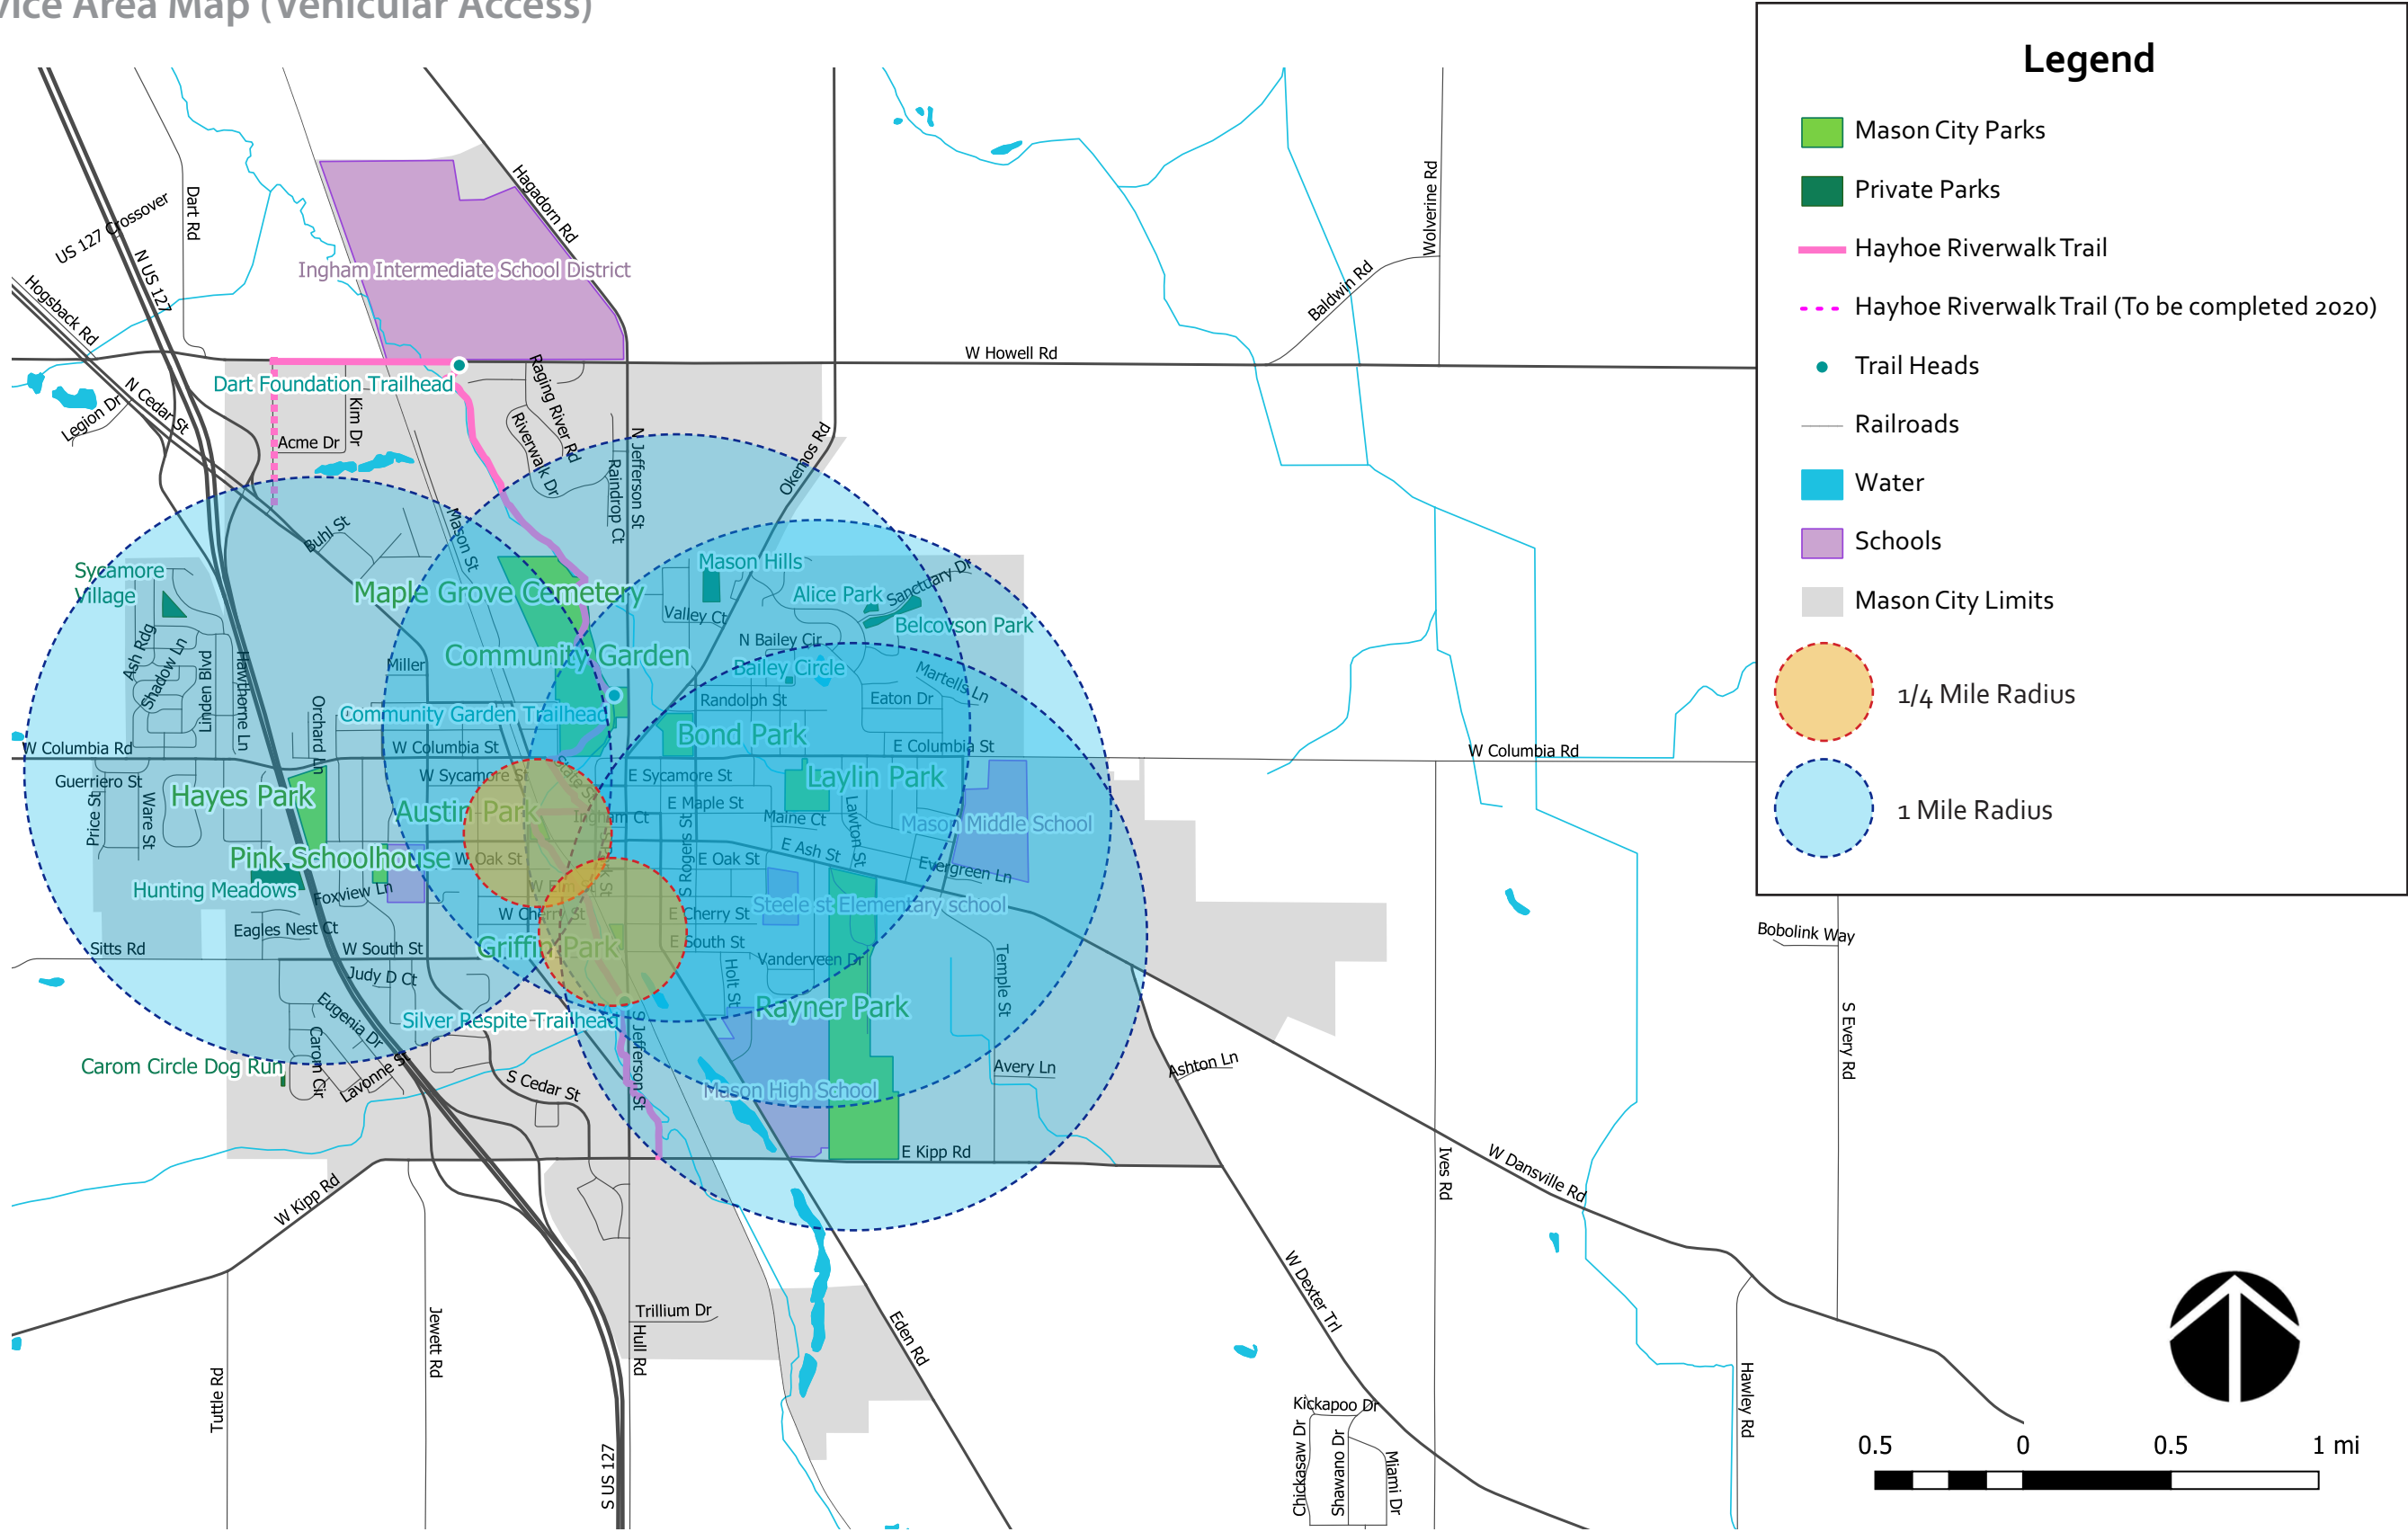 vice Area Map (Vehicular Access)
Legend
Mason City Parks
Private Parks
Hayhoe Riverwalk Trail
Hayhoe Riverwalk Trail (To be completed 2020)
Trail Heads
Railroads
Water
Schools
Mason City Limits
1/4 Mile Radius
1 Mile Radius
US 127 Crossover
Dart Rd
N US 127
Hogsback Rd
Hagadorn Rd
Ingham Intermediate School District
Wolverine Rd
Baldwin Rd
W Howell Rd
Dart Foundation Trailhead
Raging River Rd
N Cedar St
Legion Dr
Kim Dr
Acme Dr
Riverwalk Dr
Raindrop Ct
N Jefferson St
Okemos Rd
Buhl St
Mason St
Sycamore
Village
Maple Grove Cemetery
Mason Hills
Alice Park
Sanctuary Dr
Valley Ct
Belcovson Park
N Bailey Cir
Ash Rdg
Shadow Ln
Linden Blvd
Hawthorne Ln
Miller
Community Garden
Bailey Circle
Martells Ln
Eaton Dr
Randolph St
Orchard Ln
Community Garden Trailhead
Bond Park
W Columbia Rd
W Columbia St
E Columbia St
W Columbia Rd
Guerriero St
W Sycamore St
State St
E Sycamore St
Laylin Park
Hayes Park
Price St
Ware St
Austin Park
E Maple St
Ingham Ct
Maine Ct
Lawton St
Mason Middle School
Pink Schoolhouse
W Oak St
S Rogers St
E Oak St
E Ash St
Evergreen Ln
Hunting Meadows
Foxview Ln
W Elm St
Park St
Steele st Elementary school
W Cherry St
E Cherry St
Eagles Nest Ct
Sitts Rd
W South St
Griffin Park
E South St
Bobolink Way
Judy D Ct
Vanderveen Dr
Holt St
Temple St
Eugenia Dr
Silver Respite Trailhead
Rayner Park
S Every Rd
Carom Circle Dog Run
Carom Cir
Lavonne St
S Cedar St
S Jefferson St
Mason High School
Avery Ln
Ashton Ln
E Kipp Rd
W Kipp Rd
Ives Rd
W Dansville Rd
W Dexter Trl
Trillium Dr
Hull Rd
Eden Rd
Jewett Rd
Tuttle Rd
S US 127
Hawley Rd
Kickapoo Dr
Chickasaw Dr
Shawano Dr
Miami Dr
0.5
0
0.5
1 mi